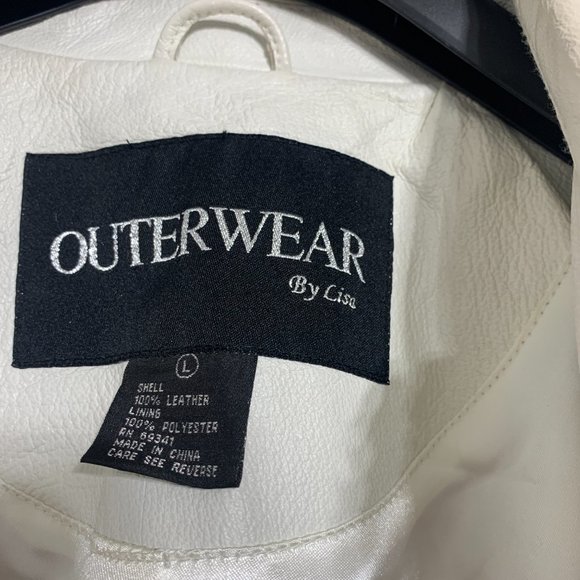 OUTERWEAR
By Lisa
L
SHELL
100% LEATHER
LINING
100% POLYESTER
RN 69341
MADE IN CHINA
CARE SEE REVERSE